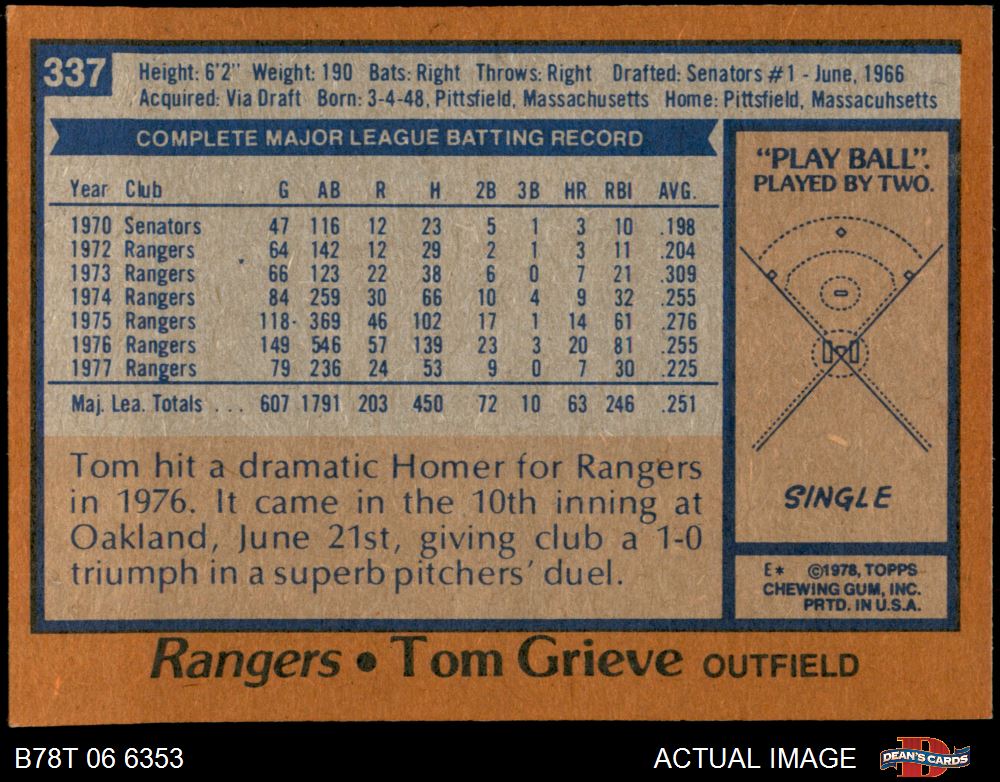 337
Height: 6'2" Weight: 190 Bats: Right Throws: Right Drafted: Senators #1 - June, 1966
Acquired: Via Draft Born: 3-4-48, Pittsfield, Massachusetts Home: Pittsfield, Massacuhsetts
COMPLETE MAJOR LEAGUE BATTING RECORD
Year Club G AB R H 2B 3B HR RBI AVG.
1970 Senators 47 116 12 23 5 1 3 10 .198
1972 Rangers 64 142 12 29 2 1 3 11 .204
1973 Rangers 66 123 22 38 6 0 7 21 .309
1974 Rangers 84 259 30 66 10 4 9 32 .255
1975 Rangers 118 369 46 102 17 1 14 61 .276
1976 Rangers 149 546 57 139 23 3 20 81 .255
1977 Rangers 79 236 24 53 9 0 7 30 .225
Maj. Lea. Totals . . . 607 1791 203 450 72 10 63 246 .251
Tom hit a dramatic Homer for Rangers
in 1976. It came in the 10th inning at
Oakland, June 21st, giving club a 1-0
triumph in a superb pitchers' duel.
"PLAY BALL".
PLAYED BY TWO.
SINGLE
E* ©1978, TOPPS
CHEWING GUM, INC.
PRTD. IN U.S.A.
Rangers • Tom Grieve OUTFIELD
B78T 06 6353
ACTUAL IMAGE
DEAN'S CARDS